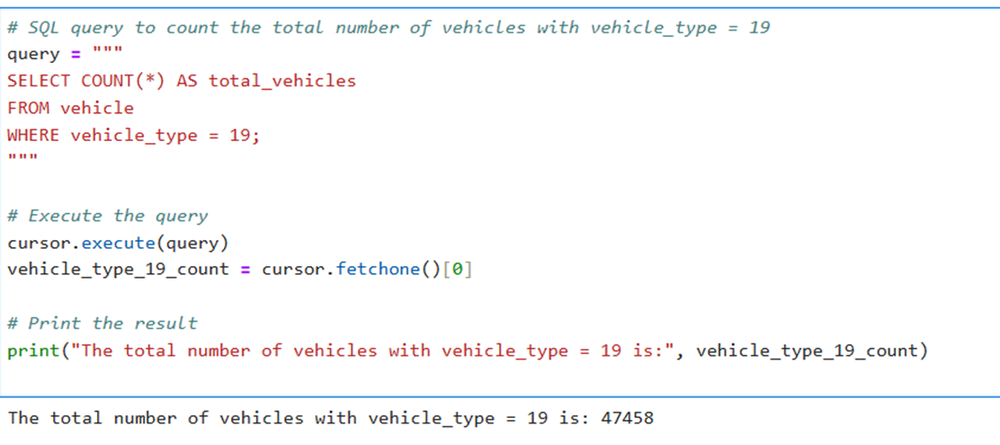 # SQL query to count the total number of vehicles with vehicle_type = 19
query = """
SELECT COUNT(*) AS total_vehicles
FROM vehicle
WHERE vehicle_type = 19;
"""
# Execute the query
cursor.execute(query)
vehicle_type_19_count = cursor.fetchone()[0]
# Print the result
print("The total number of vehicles with vehicle_type = 19 is:", vehicle_type_19_count)
The total number of vehicles with vehicle_type = 19 is: 47458